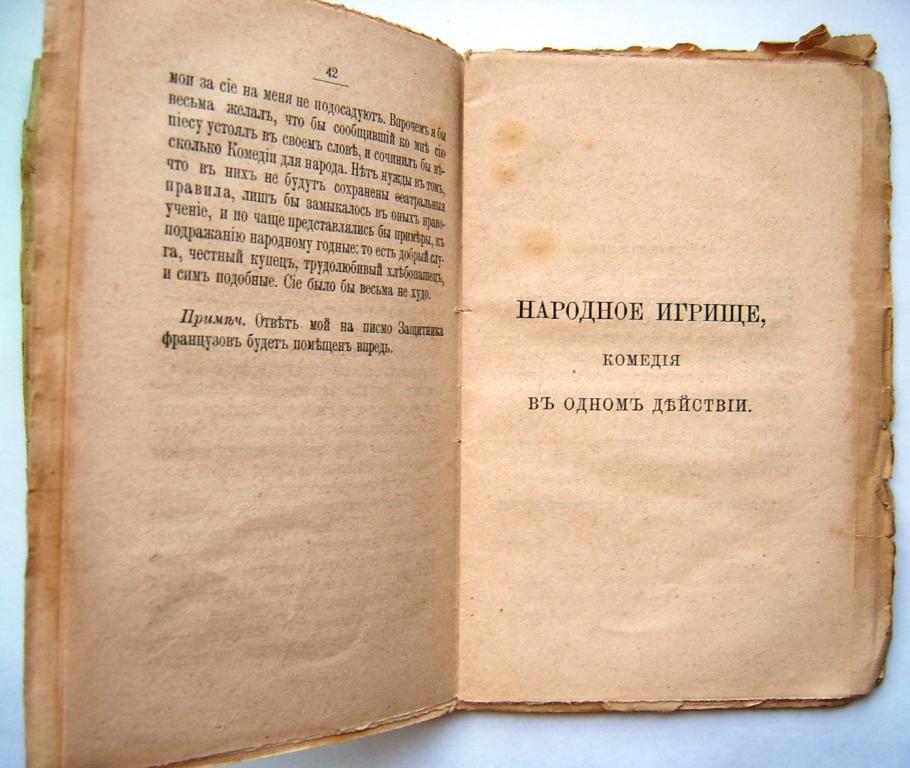 42
мои за сіе на меня не подосадуютъ. Впрочемъ я бы
весьма желалъ, что бы сообщившій ко мнѣ сію
піесу устоялъ въ своемъ словѣ, и сочинилъ бы нѣ-
сколько Комедіи для народа. Нѣтъ нужды въ томъ,
что въ нихъ не будутъ сохранены ѳеатральныя
правила, лишъ бы замыкалось въ оныхъ нраво-
ученіе, и по чаще представлялись бы примѣры, къ
подражанію народному годные: то есть добрый слу-
га, честный купецъ, трудолюбивый хлѣбопашецъ,
и симъ подобные. Сіе было бы весьма не худо.
Примѣч. Отвѣтъ мой на писмо Защитника
французовъ будетъ помѣщенъ впредь.
НАРОДНОЕ ИГРИЩЕ,
КОМЕДІЯ
ВЪ ОДНОМЪ ДѢЙСТВІИ.